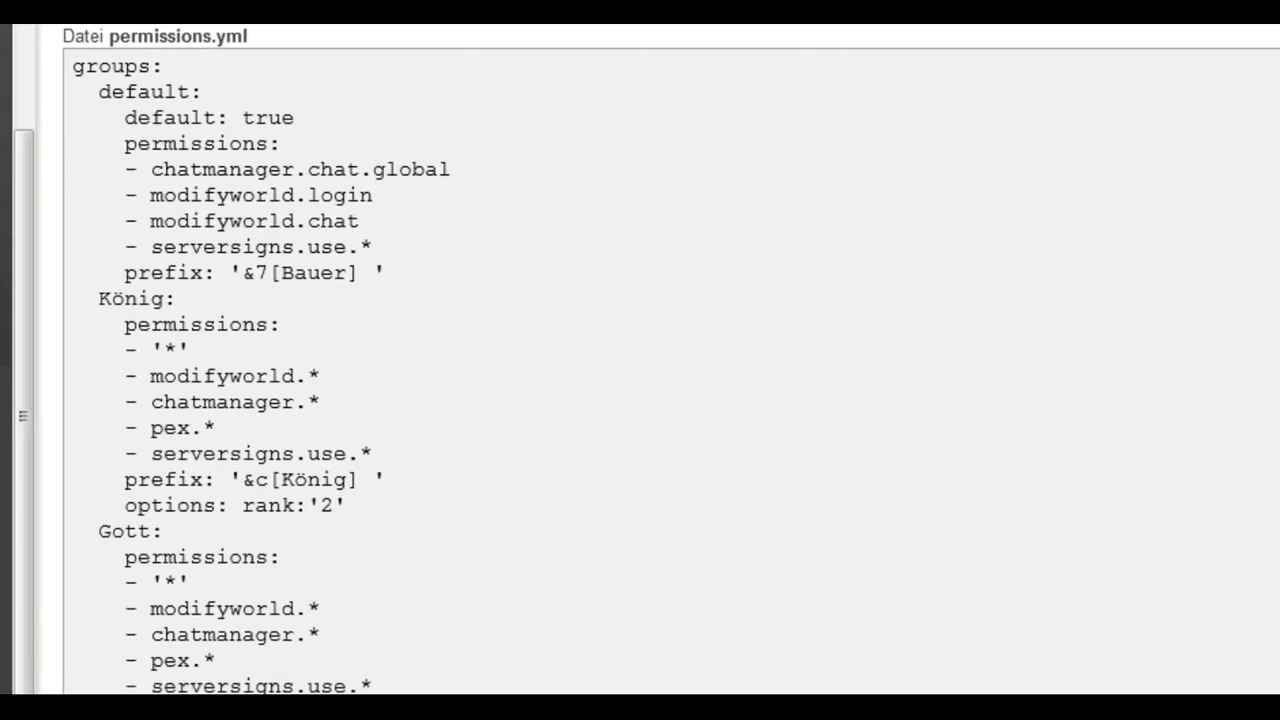 Datei permissions.yml
groups:
  default:
    default: true
    permissions:
    - chatmanager.chat.global
    - modifyworld.login
    - modifyworld.chat
    - serversigns.use.*
    prefix: '&7[Bauer] '
  König:
    permissions:
    - '*'
    - modifyworld.*
    - chatmanager.*
    - pex.*
    - serversigns.use.*
    prefix: '&c[König] '
    options: rank:'2'
  Gott:
    permissions:
    - '*'
    - modifyworld.*
    - chatmanager.*
    - pex.*
    - serversigns.use.*